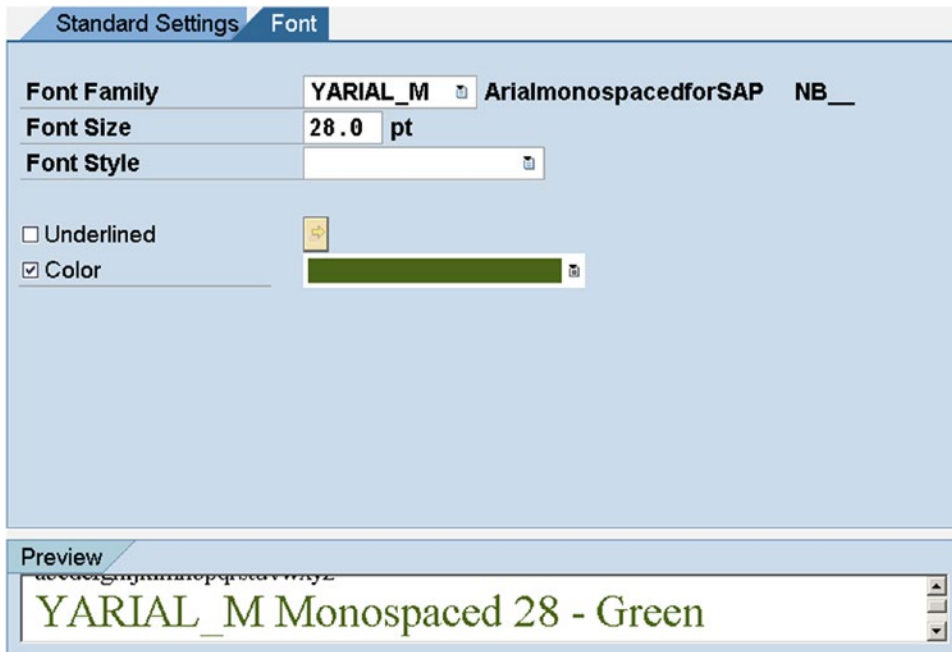 Standard Settings Font
Font Family YARIAL_M ArialmonospacedforSAP NB__
Font Size 28.0 pt
Font Style
Underlined
Color
Preview
abcdefghijklmnopqrstuvwxyz
YARIAL_M Monospaced 28 - Green